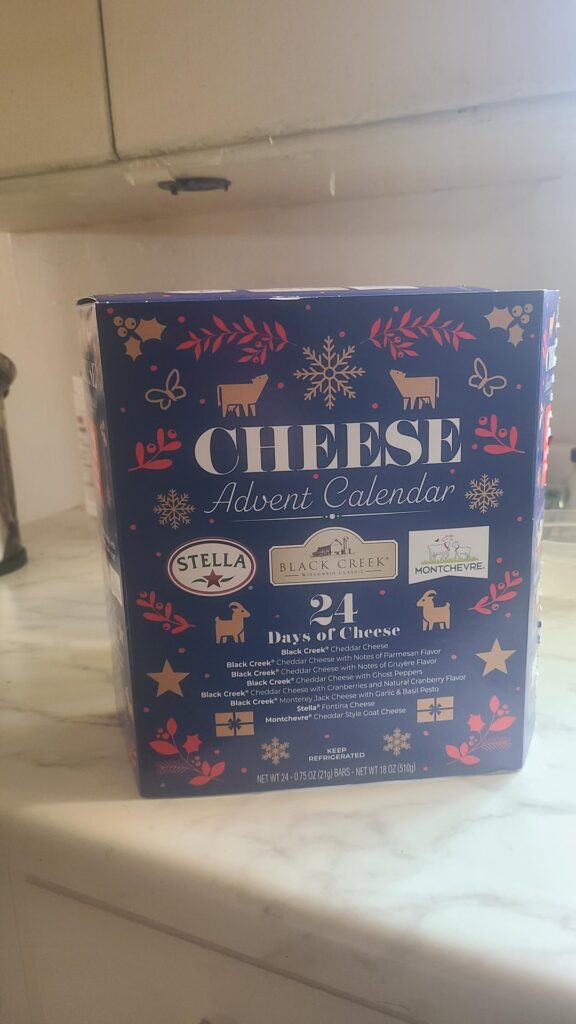 CHEESE
Advent Calendar
STELLA®
BLACK CREEK®
WISCONSIN CLASSIC
MONTCHEVRE®
24
Days of Cheese
Black Creek® Cheddar Cheese
Black Creek® Cheddar Cheese with Notes of Parmesan Flavor
Black Creek® Cheddar Cheese with Notes of Gruyère Flavor
Black Creek® Cheddar Cheese with Ghost Peppers
Black Creek® Cheddar Cheese with Cranberries and Natural Cranberry Flavor
Black Creek® Monterey Jack Cheese with Garlic & Basil Pesto
Stella® Fontina Cheese
Montchevre® Cheddar Style Goat Cheese
KEEP
REFRIGERATED
NET WT 24 - 0.75 OZ (21g) BARS - NET WT 18 OZ (510g)